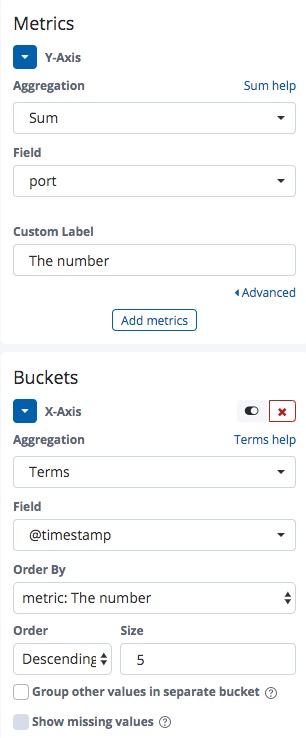 Metrics
Y-Axis
Aggregation Sum help
Sum
Field
port
Custom Label
The number
Advanced
Add metrics
Buckets
X-Axis
Aggregation Terms help
Terms
Field
@timestamp
Order By
metric: The number
Order Size
Descending 5
Group other values in separate bucket
Show missing values